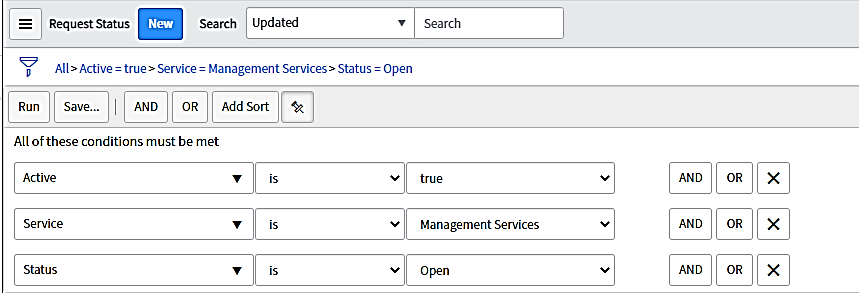 Request Status New Search Updated Search
All > Active = true > Service = Management Services > Status = Open
Run Save... | AND OR Add Sort
All of these conditions must be met
Active is true AND OR
Service is Management Services AND OR
Status is Open AND OR